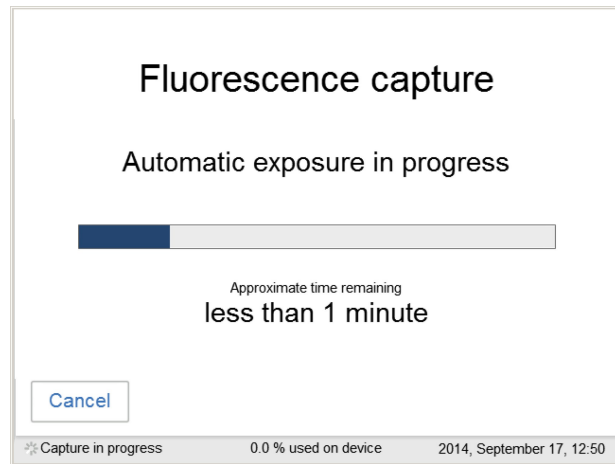 Fluorescence capture
Automatic exposure in progress
Approximate time remaining
less than 1 minute
Cancel
Capture in progress 0.0 % used on device 2014, September 17, 12:50